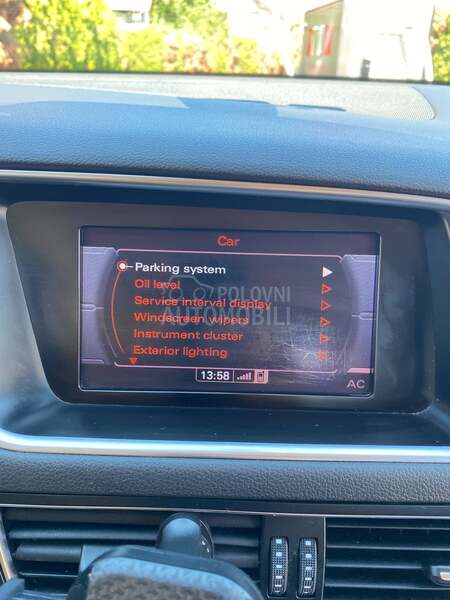 Car
Parking system
Oil level
Service interval display
Windscreen wipers
Instrument cluster
Exterior lighting
13:58
AC
POLOVNI
AUTOMOBILI